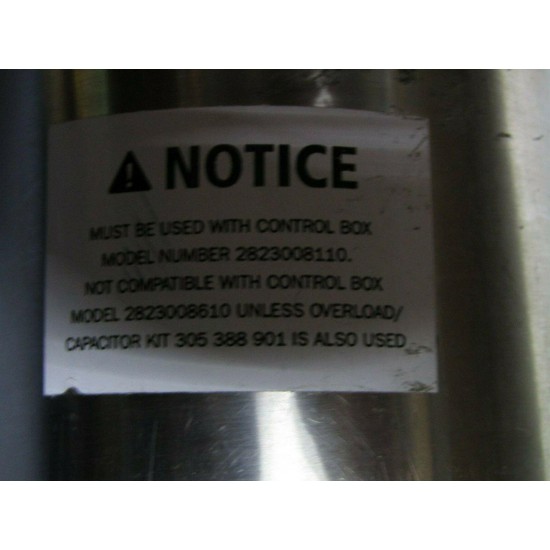 NOTICE
MUST BE USED WITH CONTROL BOX
MODEL NUMBER 2823008110.
NOT COMPATIBLE WITH CONTROL BOX
MODEL 2823008610 UNLESS OVERLOAD/
CAPACITOR KIT 305 388 901 IS ALSO USED